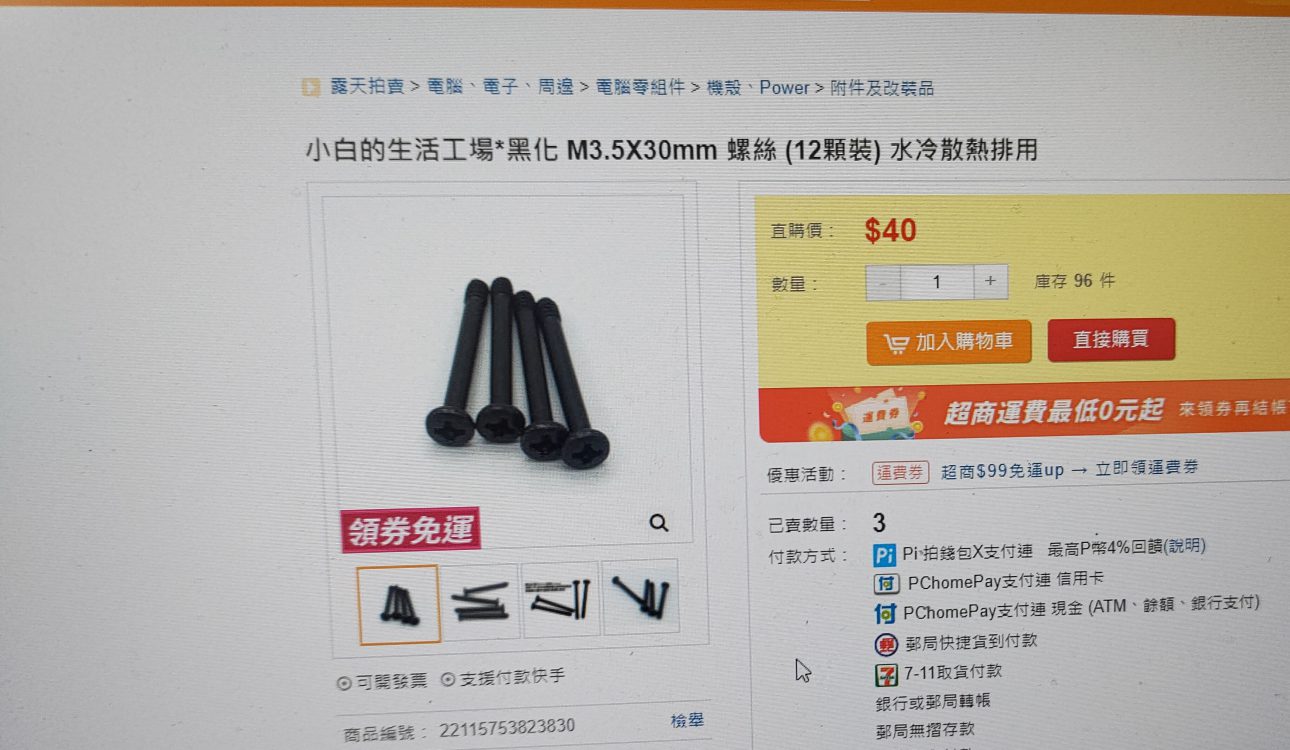 露天拍賣 > 電腦、電子、周邊 > 電腦零組件 > 機殼、Power > 附件及改裝品
小白的生活工場*黑化 M3.5X30mm 螺絲 (12顆裝) 水冷散熱排用
直購價： $40
數量： - 1 + 庫存 96 件
加入購物車 直接購買
運費券 超商運費最低0元起 來領券再結帳
優惠活動： 運費券 超商$99免運up → 立即領運費券
領券免運
已賣數量： 3
付款方式： Pi Pi 拍錢包X支付連 最高P幣4%回饋(說明)
付 PChomePay支付連 信用卡
付 PChomePay支付連 現金 (ATM、餘額、銀行支付)
郵局快捷貨到付款
7-11取貨付款
銀行或郵局轉帳
郵局無摺存款
可開發票 支援付款快手
商品編號： 22115753823830 檢舉